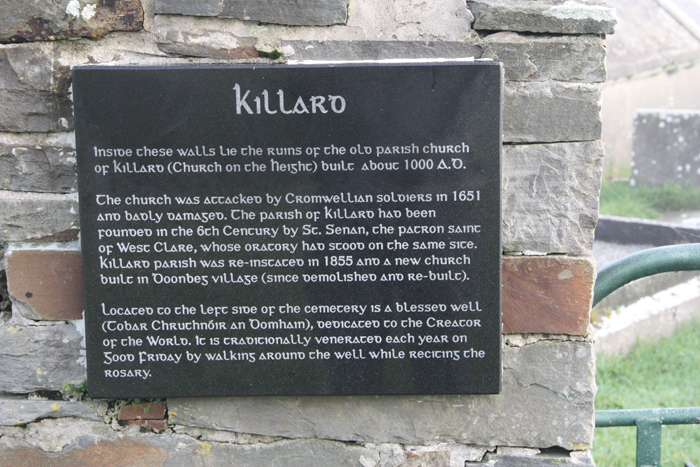 Killard
Inside these walls lie the ruins of the old parish church
of Killard (Church on the Height) built about 1000 A.D.
The church was attacked by Cromwellian soldiers in 1651
and badly damaged. The parish of Killard had been
founded in the 6th Century by St. Senan, the patron saint
of West Clare, whose oratory had stood on the same site.
Killard parish was re-instated in 1855 and a new church
built in Doonbeg village (since demolished and re-built).
Located to the left side of the cemetery is a blessed well
(Tobar Chruthnóir an Domhain), dedicated to the Creator
of the World. It is traditionally venerated each year on
Good Friday by walking around the well while reciting the
rosary.